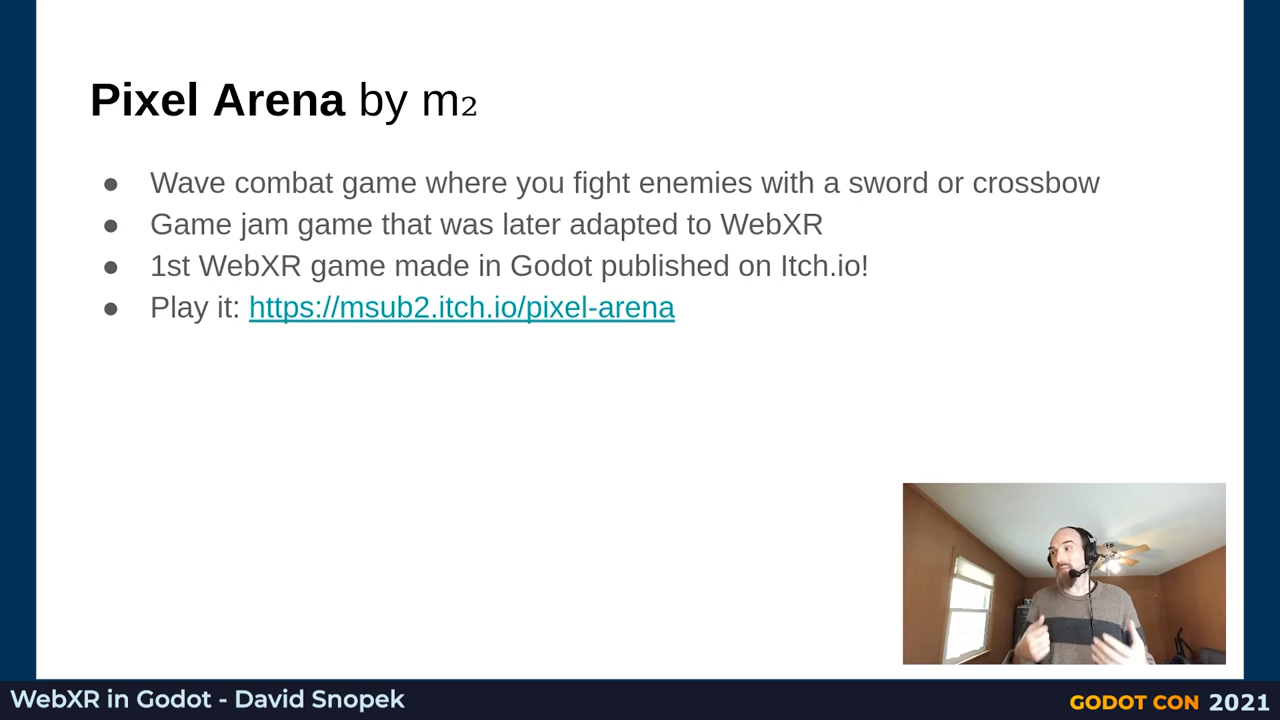 Pixel Arena by m₂
● Wave combat game where you fight enemies with a sword or crossbow
● Game jam game that was later adapted to WebXR
● 1st WebXR game made in Godot published on Itch.io!
● Play it: https://msub2.itch.io/pixel-arena
WebXR in Godot - David Snopek
GODOT CON 2021